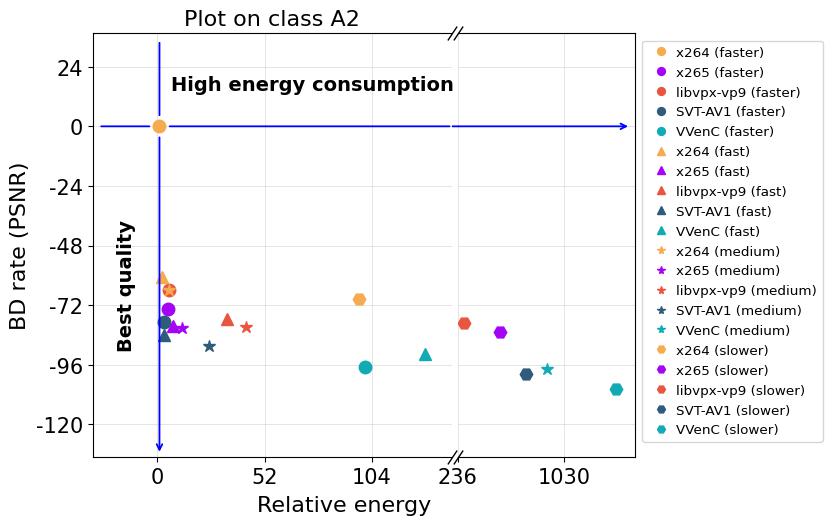 Plot on class A2
High energy consumption
Best quality
BD rate (PSNR)
24
0
-24
-48
-72
-96
-120
0
52
104
236
1030
Relative energy
x264 (faster)
x265 (faster)
libvpx-vp9 (faster)
SVT-AV1 (faster)
VVenC (faster)
x264 (fast)
x265 (fast)
libvpx-vp9 (fast)
SVT-AV1 (fast)
VVenC (fast)
x264 (medium)
x265 (medium)
libvpx-vp9 (medium)
SVT-AV1 (medium)
VVenC (medium)
x264 (slower)
x265 (slower)
libvpx-vp9 (slower)
SVT-AV1 (slower)
VVenC (slower)